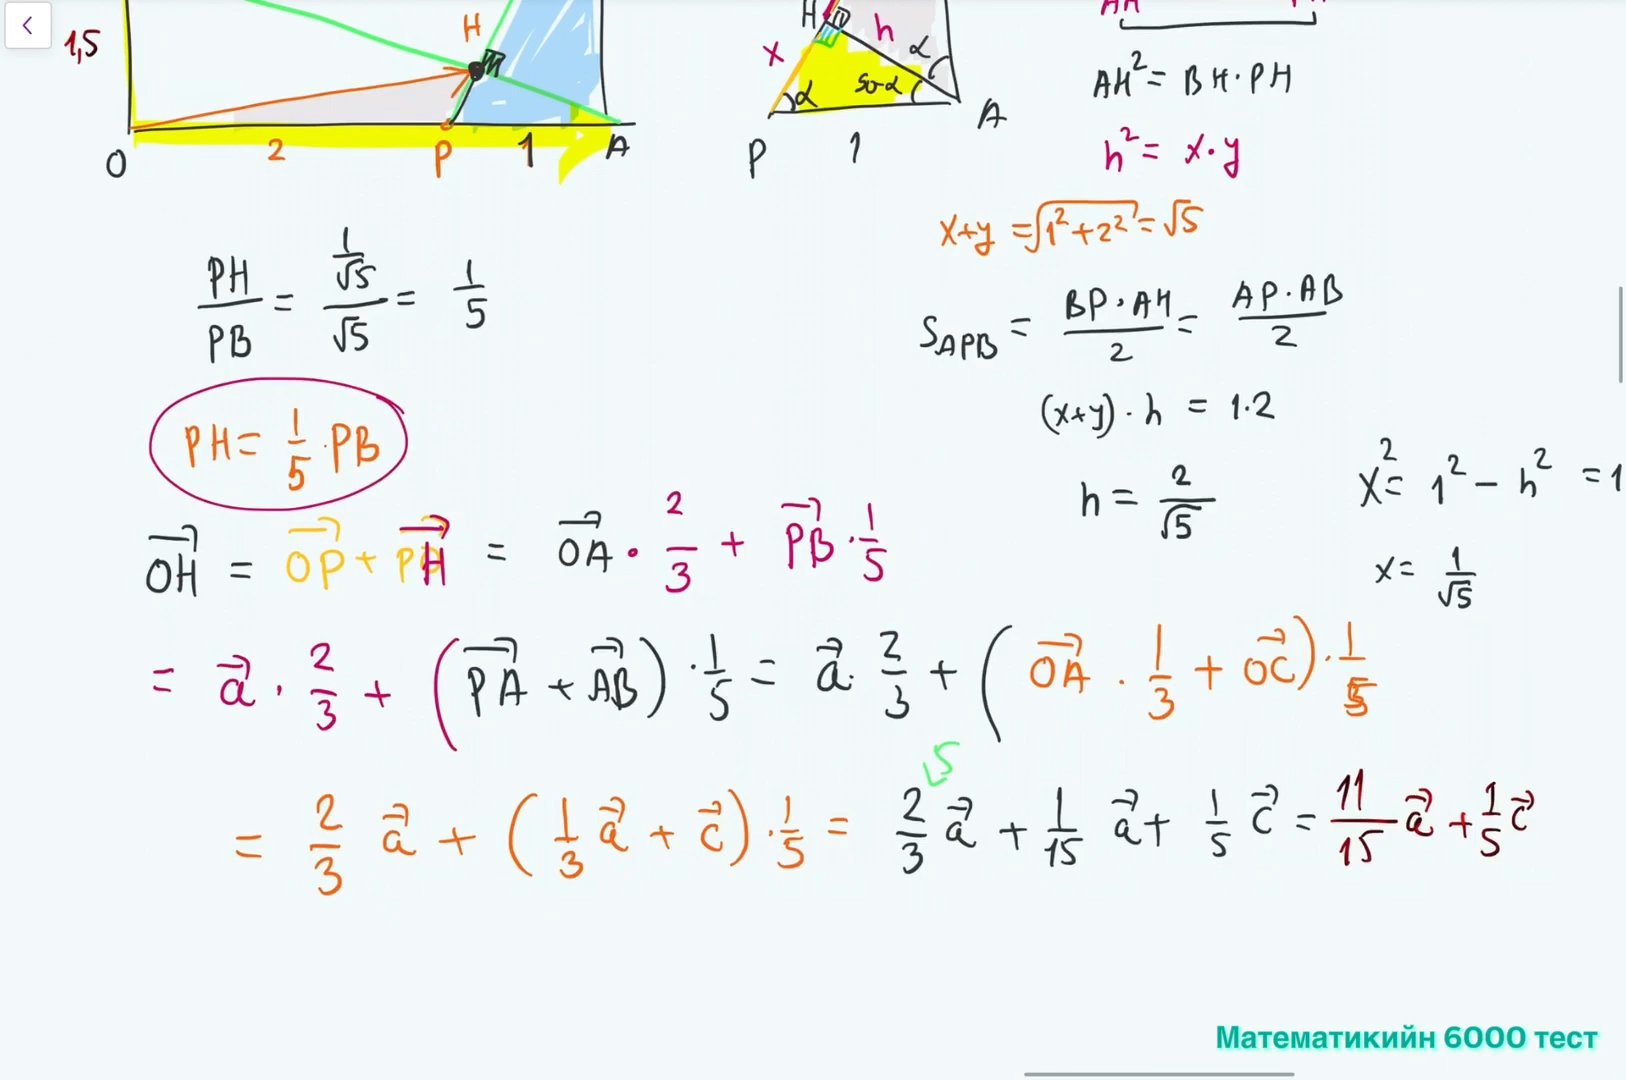 1,5
H
O 2 P 1 A
H h
x α
α 90-α
P 1 A
AH² = BH · PH
h² = x · y
x+y = √1²+2² = √5
PH/PB = (1/√5)/√5 = 1/5
S_APB = BP · AH/2 = AP · AB/2
(x+y) · h = 1·2
PH = 1/5 · PB
h = 2/√5
x² = 1² - h² = 1
x = 1/√5
OH→ = OP→ + PH→ = OA→ · 2/3 + PB→ · 1/5
= a→ · 2/3 + (PA→ + AB→) · 1/5 = a→ · 2/3 + (OA→ · 1/3 + OC→) · 1/5
5
= 2/3 a→ + (1/3 a→ + c→) · 1/5 = 2/3 a→ + 1/15 a→ + 1/5 c→ = 11/15 a→ + 1/5 c→
Математикийн 6000 тест